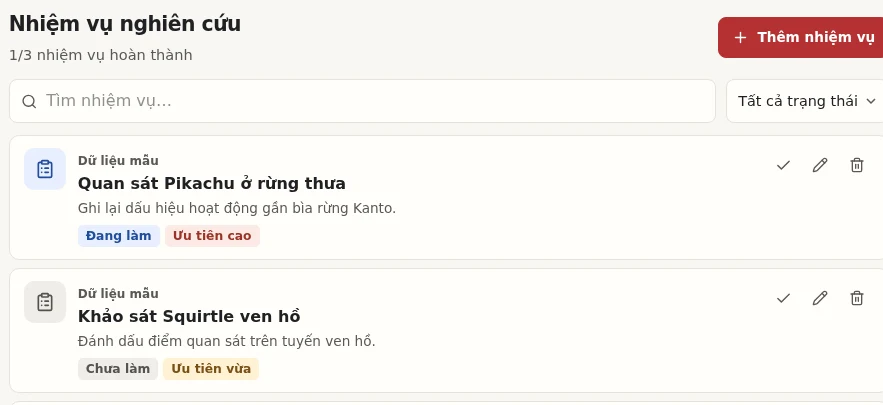 Nhiệm vụ nghiên cứu
1/3 nhiệm vụ hoàn thành
Thêm nhiệm vụ
Tìm nhiệm vụ...
Tất cả trạng thái
Dữ liệu mẫu
Quan sát Pikachu ở rừng thưa
Ghi lại dấu hiệu hoạt động gần bìa rừng Kanto.
Đang làm Ưu tiên cao
Dữ liệu mẫu
Khảo sát Squirtle ven hồ
Đánh dấu điểm quan sát trên tuyến ven hồ.
Chưa làm Ưu tiên vừa